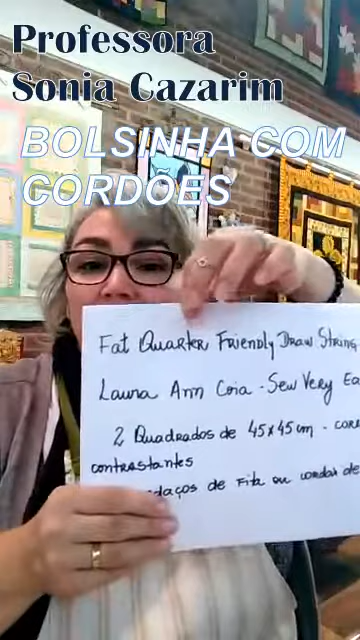 Professora
Sonia Cazarim
BOLSINHA COM
CORDÕES
Fat Quarter Friendly Draw String
Laura Ann Coia - Sew Very Ea
2 Quadrados de 45x45cm - cor
contrastantes
daços de Fita ou cordão de